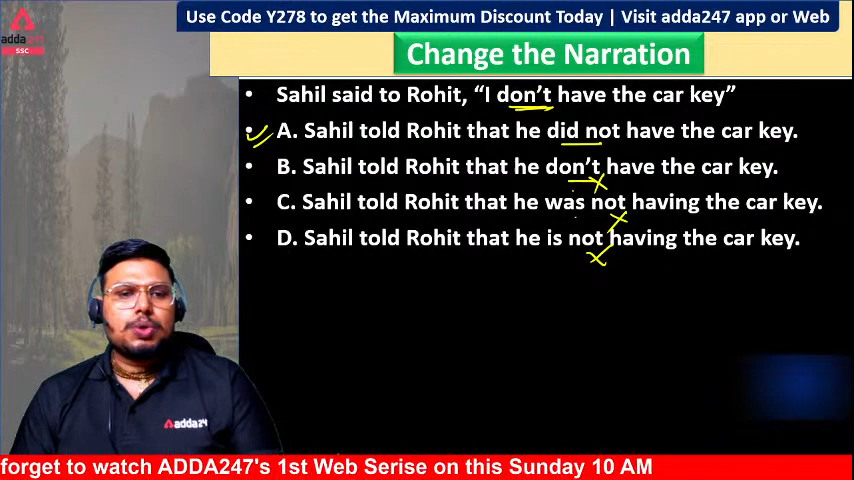 Use Code Y278 to get the Maximum Discount Today | Visit adda247 app or Web
adda247
SSC
Change the Narration
• Sahil said to Rohit, “I don’t have the car key”
• A. Sahil told Rohit that he did not have the car key.
• B. Sahil told Rohit that he don’t have the car key.
• C. Sahil told Rohit that he was not having the car key.
• D. Sahil told Rohit that he is not having the car key.
adda247
forget to watch ADDA247's 1st Web Serise on this Sunday 10 AM